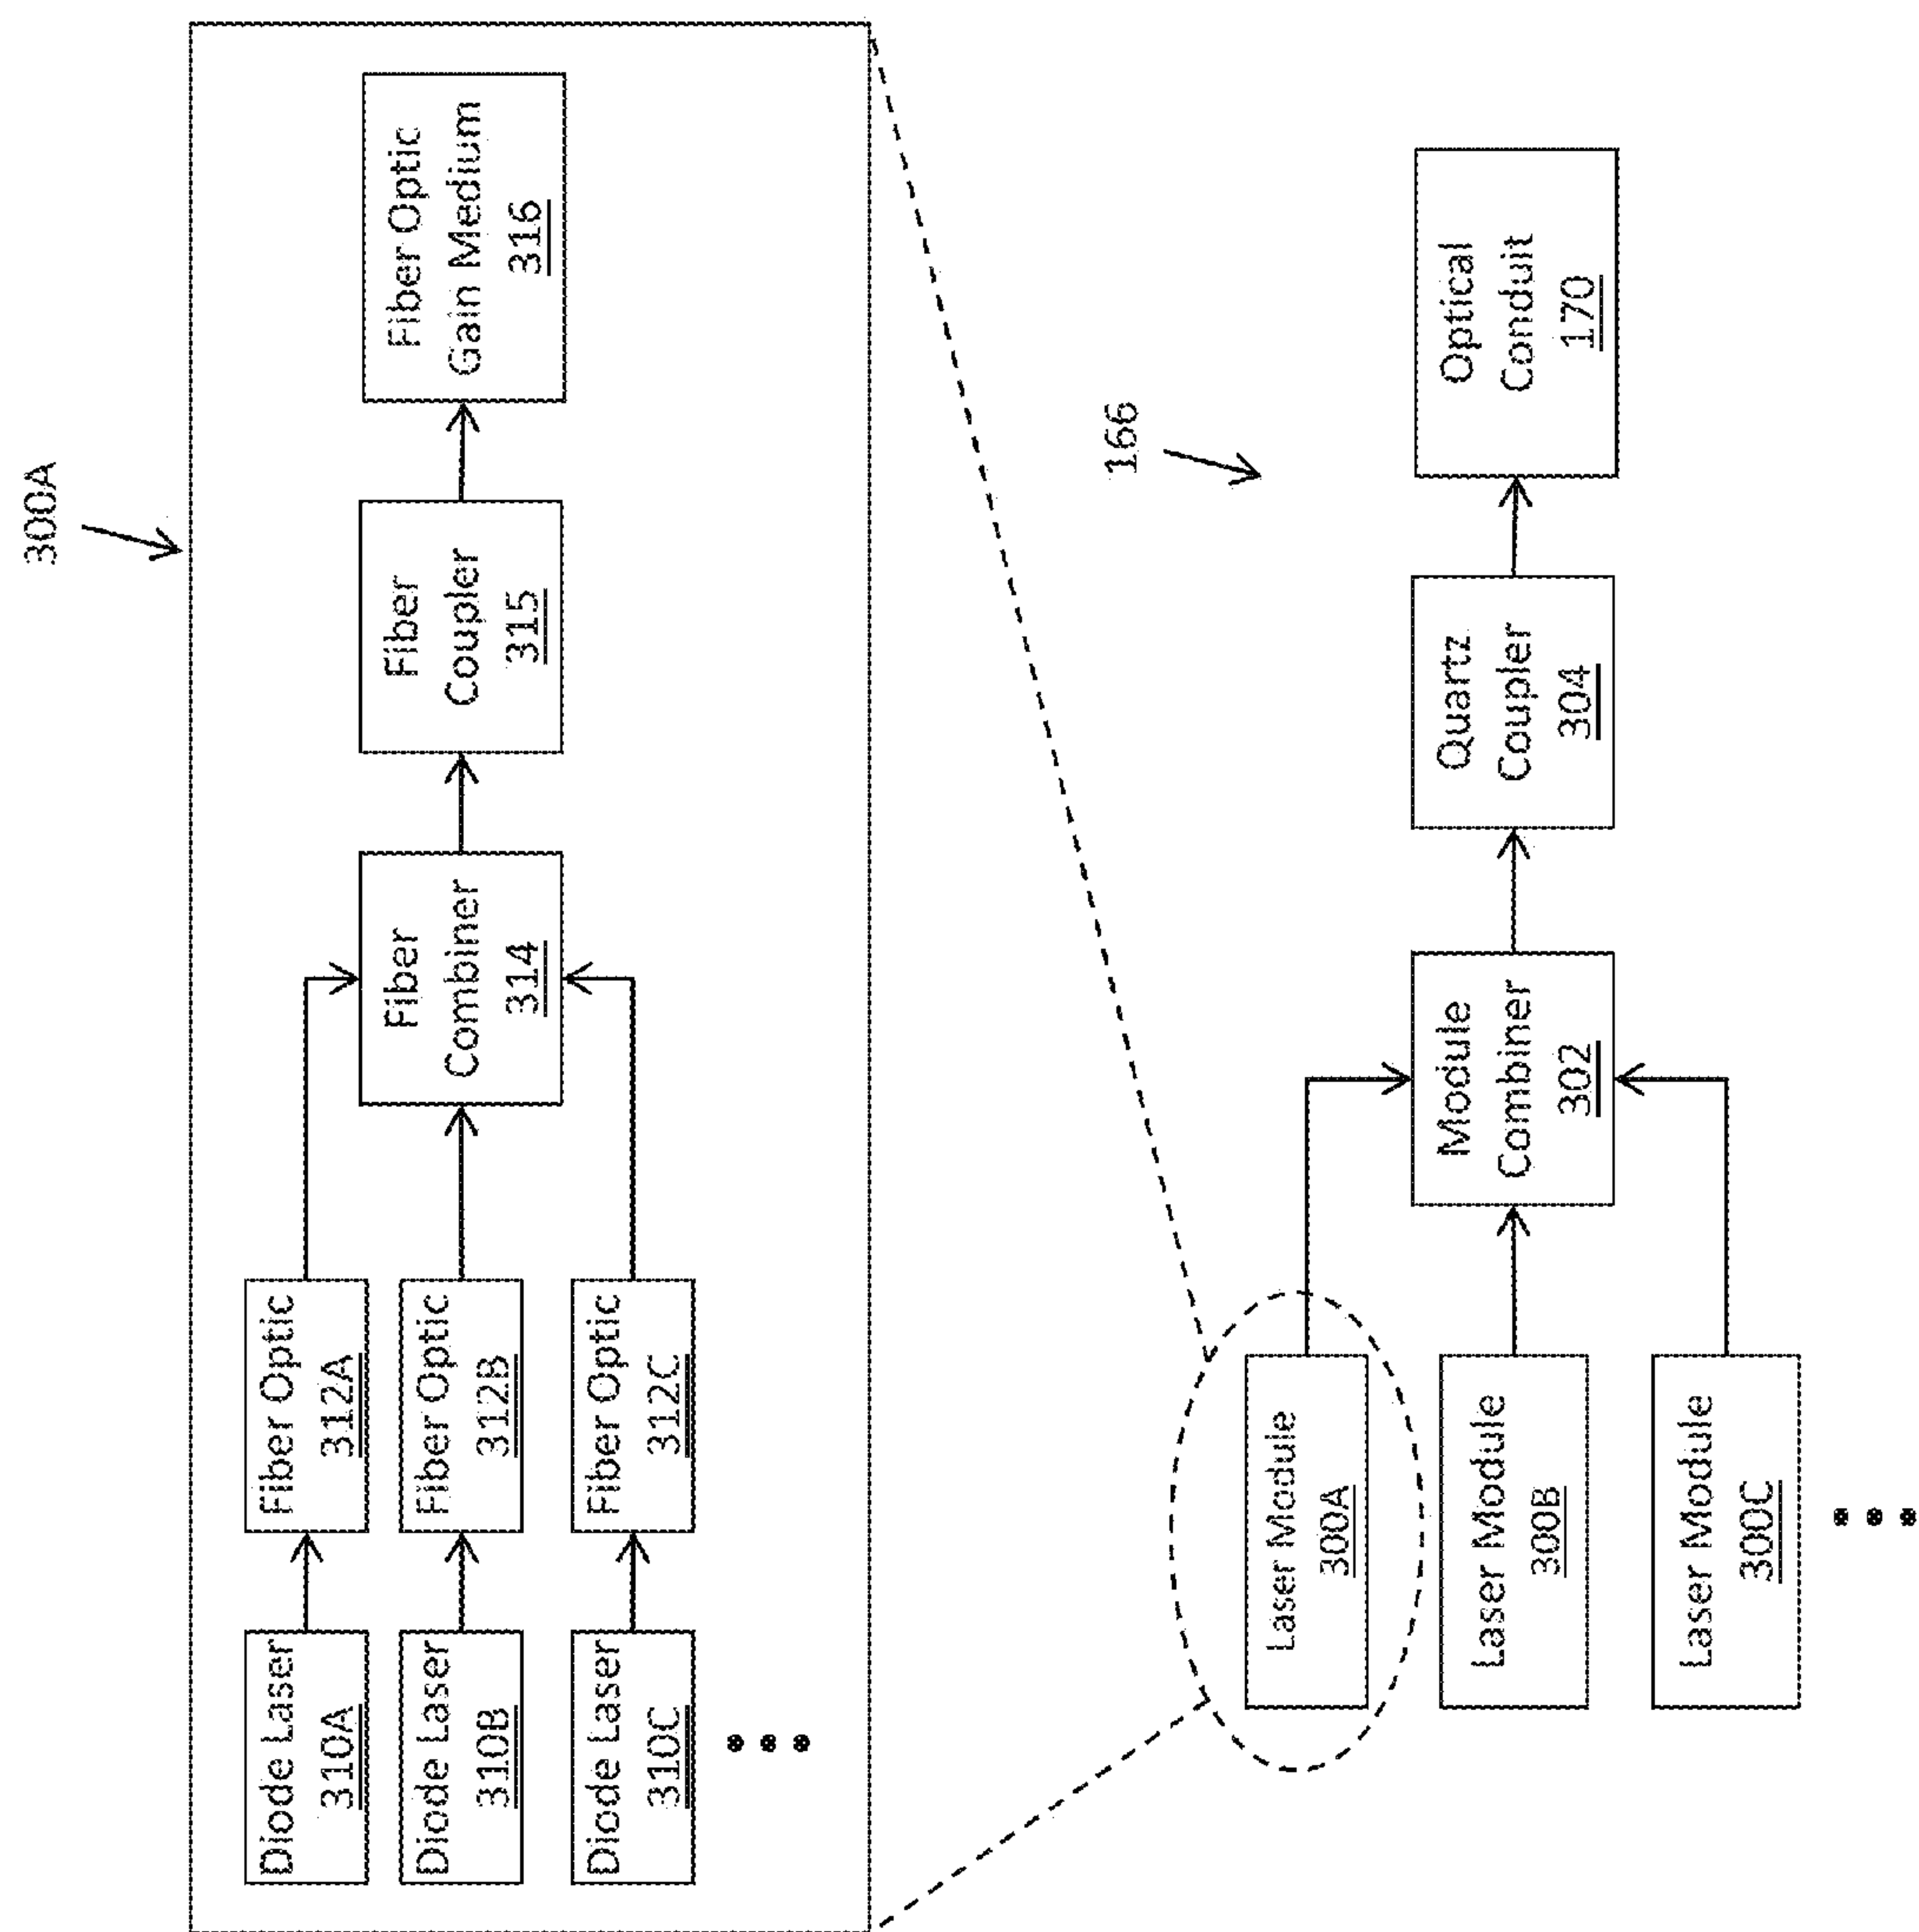 300A
Diode Laser
310A
Fiber Optic
312A
Diode Laser
310B
Fiber Optic
312B
Diode Laser
310C
Fiber Optic
312C
Fiber
Combiner
314
Fiber
Coupler
315
Fiber Optic
Gain Medium
316
166
Laser Module
300A
Laser Module
300B
Laser Module
300C
Module
Combiner
302
Quartz
Coupler
304
Optical
Conduit
170